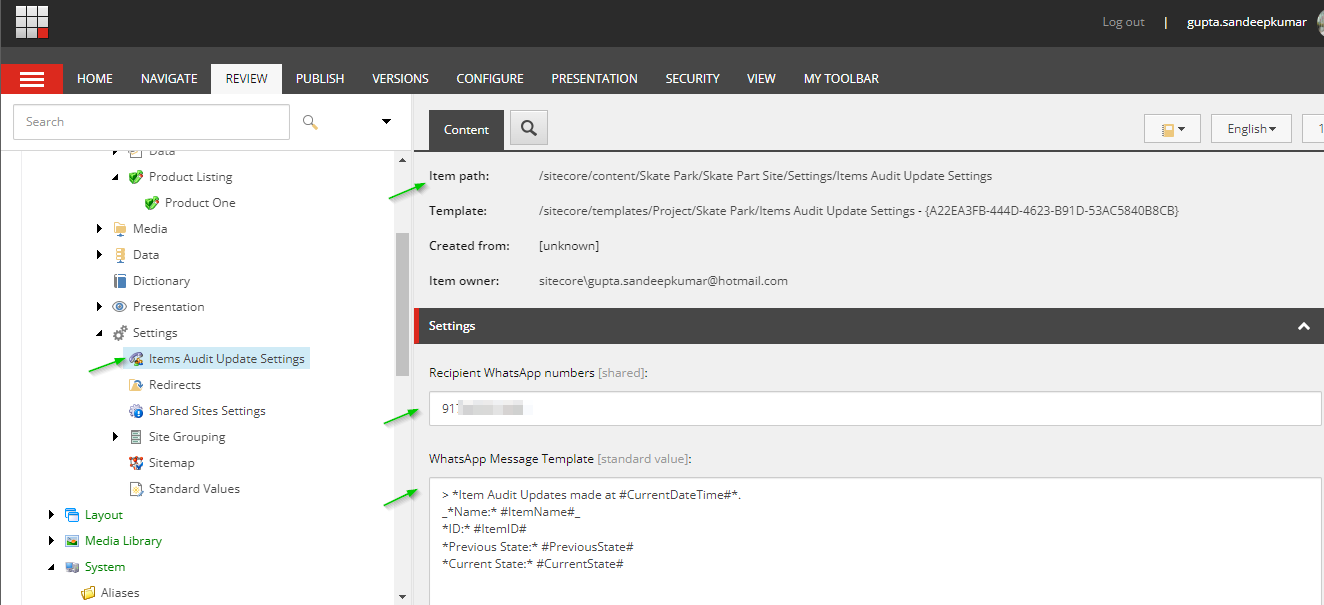 Log out | gupta.sandeepkumar
HOME NAVIGATE REVIEW PUBLISH VERSIONS CONFIGURE PRESENTATION SECURITY VIEW MY TOOLBAR
Search
Data
Product Listing
Product One
Media
Data
Dictionary
Presentation
Settings
Items Audit Update Settings
Redirects
Shared Sites Settings
Site Grouping
Sitemap
Standard Values
Layout
Media Library
System
Aliases
Content
English
1
Item path: /sitecore/content/Skate Park/Skate Part Site/Settings/Items Audit Update Settings
Template: /sitecore/templates/Project/Skate Park/Items Audit Update Settings - {A22EA3FB-444D-4623-B91D-53AC5840B8CB}
Created from: [unknown]
Item owner: sitecore\gupta.sandeepkumar@hotmail.com
Settings
Recipient WhatsApp numbers [shared]:
91
WhatsApp Message Template [standard value]:
> *Item Audit Updates made at #CurrentDateTime#*.
_*Name:* #ItemName#_
*ID:* #ItemID#
*Previous State:* #PreviousState#
*Current State:* #CurrentState#